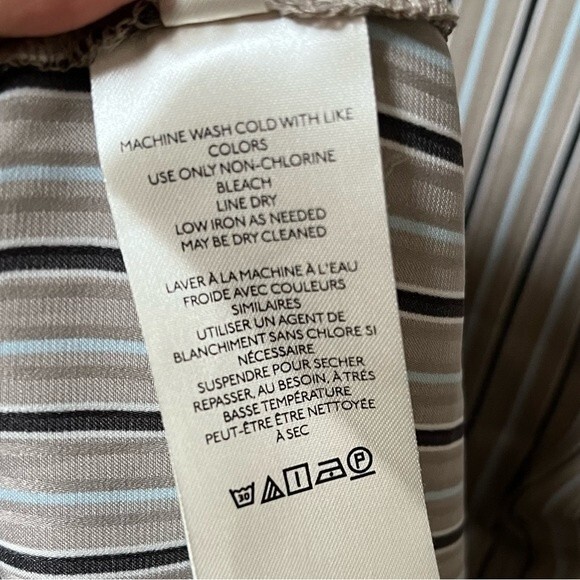 MACHINE WASH COLD WITH LIKE
COLORS
USE ONLY NON-CHLORINE
BLEACH
LINE DRY
LOW IRON AS NEEDED
MAY BE DRY CLEANED
LAVER À LA MACHINE À L'EAU
FROIDE AVEC COULEURS
SIMILAIRES
UTILISER UN AGENT DE
BLANCHIMENT SANS CHLORE SI
NÉCESSAIRE
SUSPENDRE POUR SECHER
REPASSER, AU BESOIN, À TRÉS
BASSE TEMPÉRATURE
PEUT-ÊTRE ÊTRE NETTOYÉE
À SEC
30 P